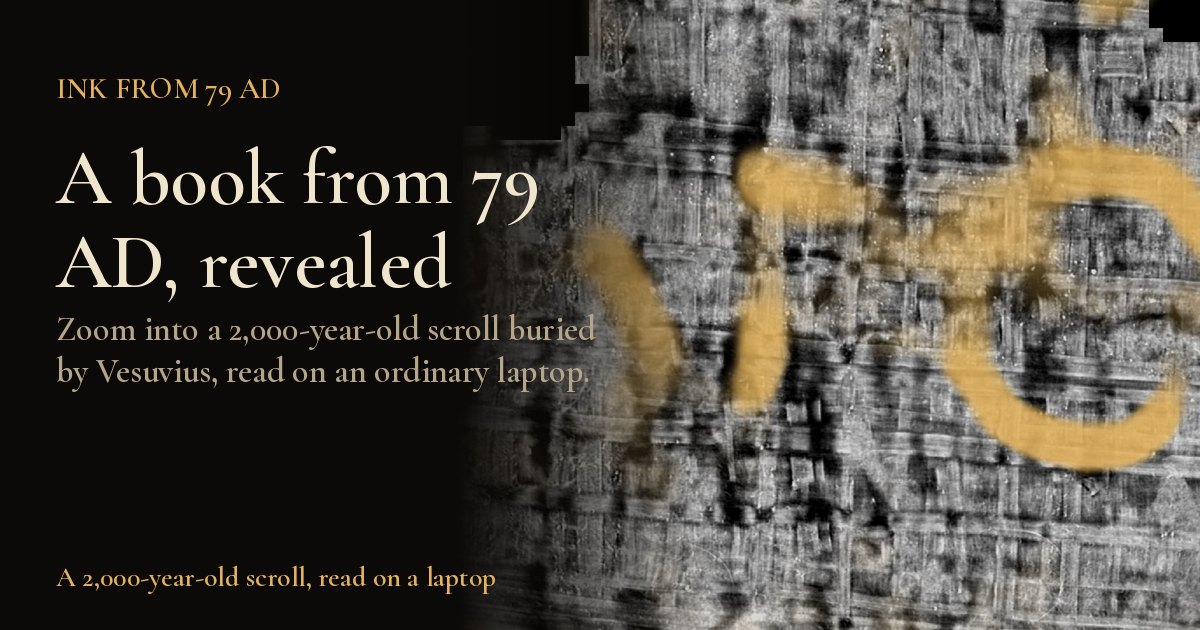 INK FROM 79 AD
A book from 79
AD, revealed
Zoom into a 2,000-year-old scroll buried
by Vesuvius, read on an ordinary laptop.
A 2,000-year-old scroll, read on a laptop